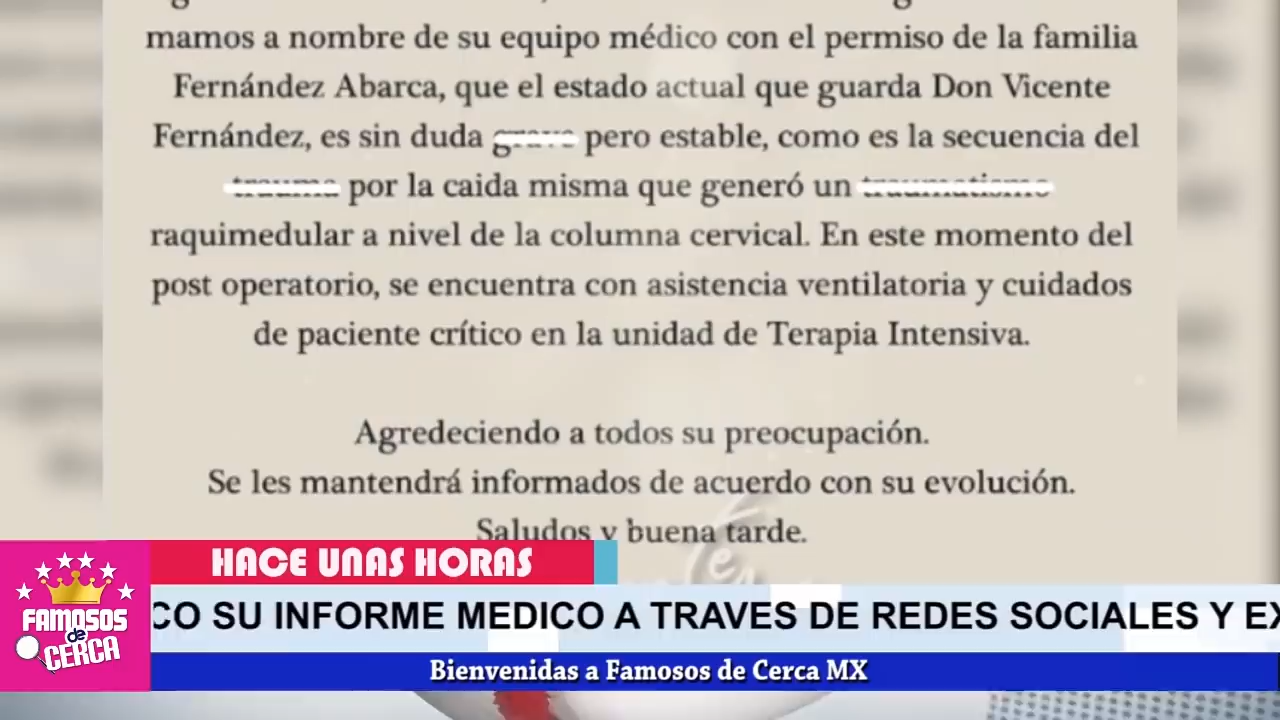 mamos a nombre de su equipo médico con el permiso de la familia
Fernández Abarca, que el estado actual que guarda Don Vicente
Fernández, es sin duda grave pero estable, como es la secuencia del
trauma por la caida misma que generó un traumatismo
raquimedular a nivel de la columna cervical. En este momento del
post operatorio, se encuentra con asistencia ventilatoria y cuidados
de paciente crítico en la unidad de Terapia Intensiva.
Agredeciendo a todos su preocupación.
Se les mantendrá informados de acuerdo con su evolución.
Saludos y buena tarde.
HACE UNAS HORAS
CO SU INFORME MEDICO A TRAVES DE REDES SOCIALES Y EX
FAMOSOS
de
CERCA
Bienvenidas a Famosos de Cerca MX